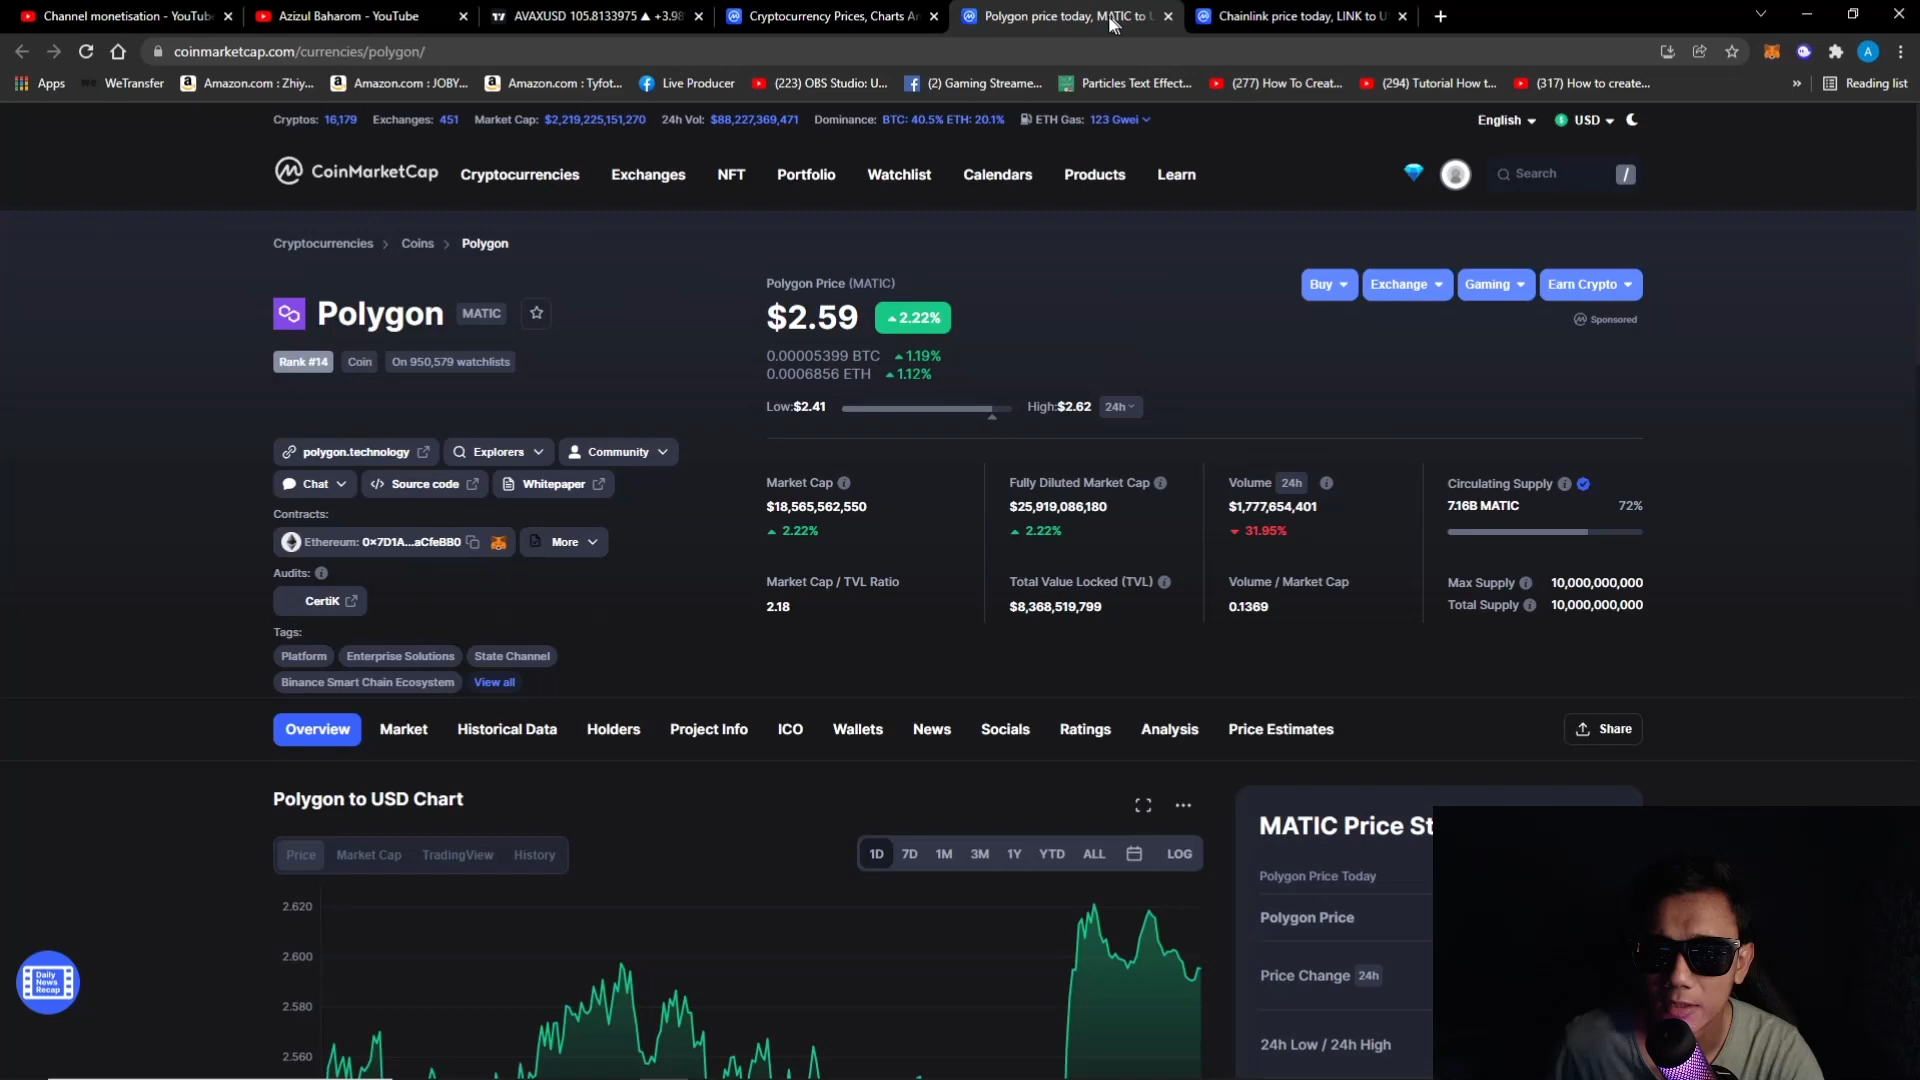 Channel monetisation - YouTube
Azizul Baharom - YouTube
AVAXUSD 105.8133975 ▲ +3.98
Cryptocurrency Prices, Charts An
Polygon price today, MATIC to U
Chainlink price today, LINK to U
coinmarketcap.com/currencies/polygon/
A
Apps
we WeTransfer
Amazon.com : Zhiy...
Amazon.com : JOBY...
Amazon.com : Tyfot...
Live Producer
(223) OBS Studio: U...
(2) Gaming Streame...
Particles Text Effect...
(277) How To Creat...
(294) Tutorial How t...
(317) How to create...
»
Reading list
Cryptos: 16,179 Exchanges: 451 Market Cap: $2,219,225,151,270 24h Vol: $88,227,369,471 Dominance: BTC: 40.5% ETH: 20.1% ETH Gas: 123 Gwei
English
USD
CoinMarketCap
Cryptocurrencies
Exchanges
NFT
Portfolio
Watchlist
Calendars
Products
Learn
Search
/
Cryptocurrencies > Coins > Polygon
Polygon MATIC
Rank #14
Coin
On 950,579 watchlists
Polygon Price (MATIC)
$2.59
2.22%
0.00005399 BTC 1.19%
0.0006856 ETH 1.12%
Low:$2.41
High:$2.62
24h
Buy
Exchange
Gaming
Earn Crypto
Sponsored
polygon.technology
Explorers
Community
Chat
Source code
Whitepaper
Contracts:
Ethereum: 0x7D1A...aCfeBB0
More
Audits:
CertiK
Tags:
Platform
Enterprise Solutions
State Channel
Binance Smart Chain Ecosystem
View all
Market Cap
$18,565,562,550
2.22%
Market Cap / TVL Ratio
2.18
Fully Diluted Market Cap
$25,919,086,180
2.22%
Total Value Locked (TVL)
$8,368,519,799
Volume 24h
$1,777,654,401
31.95%
Volume / Market Cap
0.1369
Circulating Supply
7.16B MATIC 72%
Max Supply 10,000,000,000
Total Supply 10,000,000,000
Overview
Market
Historical Data
Holders
Project Info
ICO
Wallets
News
Socials
Ratings
Analysis
Price Estimates
Share
Polygon to USD Chart
Price
Market Cap
TradingView
History
1D
7D
1M
3M
1Y
YTD
ALL
LOG
2.620
2.600
2.580
2.560
MATIC Price St
Polygon Price Today
Polygon Price
Price Change 24h
24h Low / 24h High
Daily
News
Recap